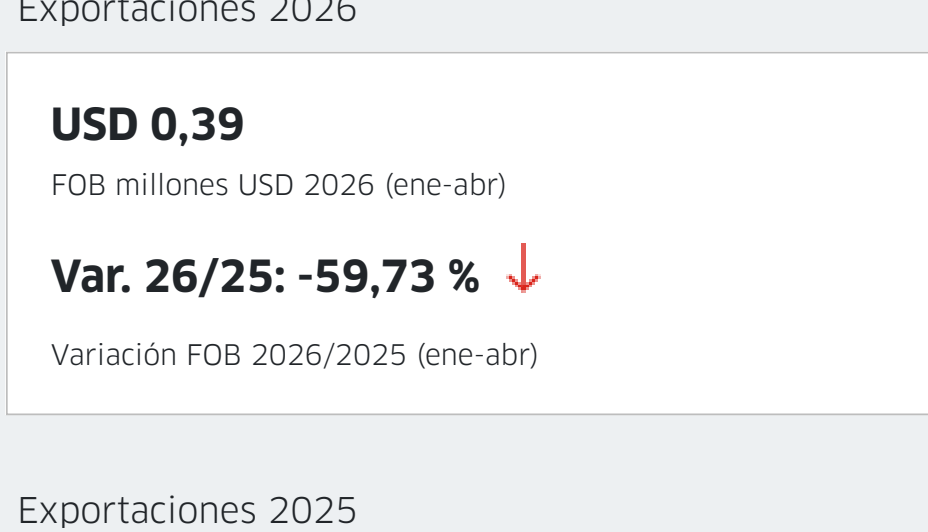 Exportaciones 2026
USD 0,39
FOB millones USD 2026 (ene-abr)
Var. 26/25: -59,73 %
Variación FOB 2026/2025 (ene-abr)
Exportaciones 2025